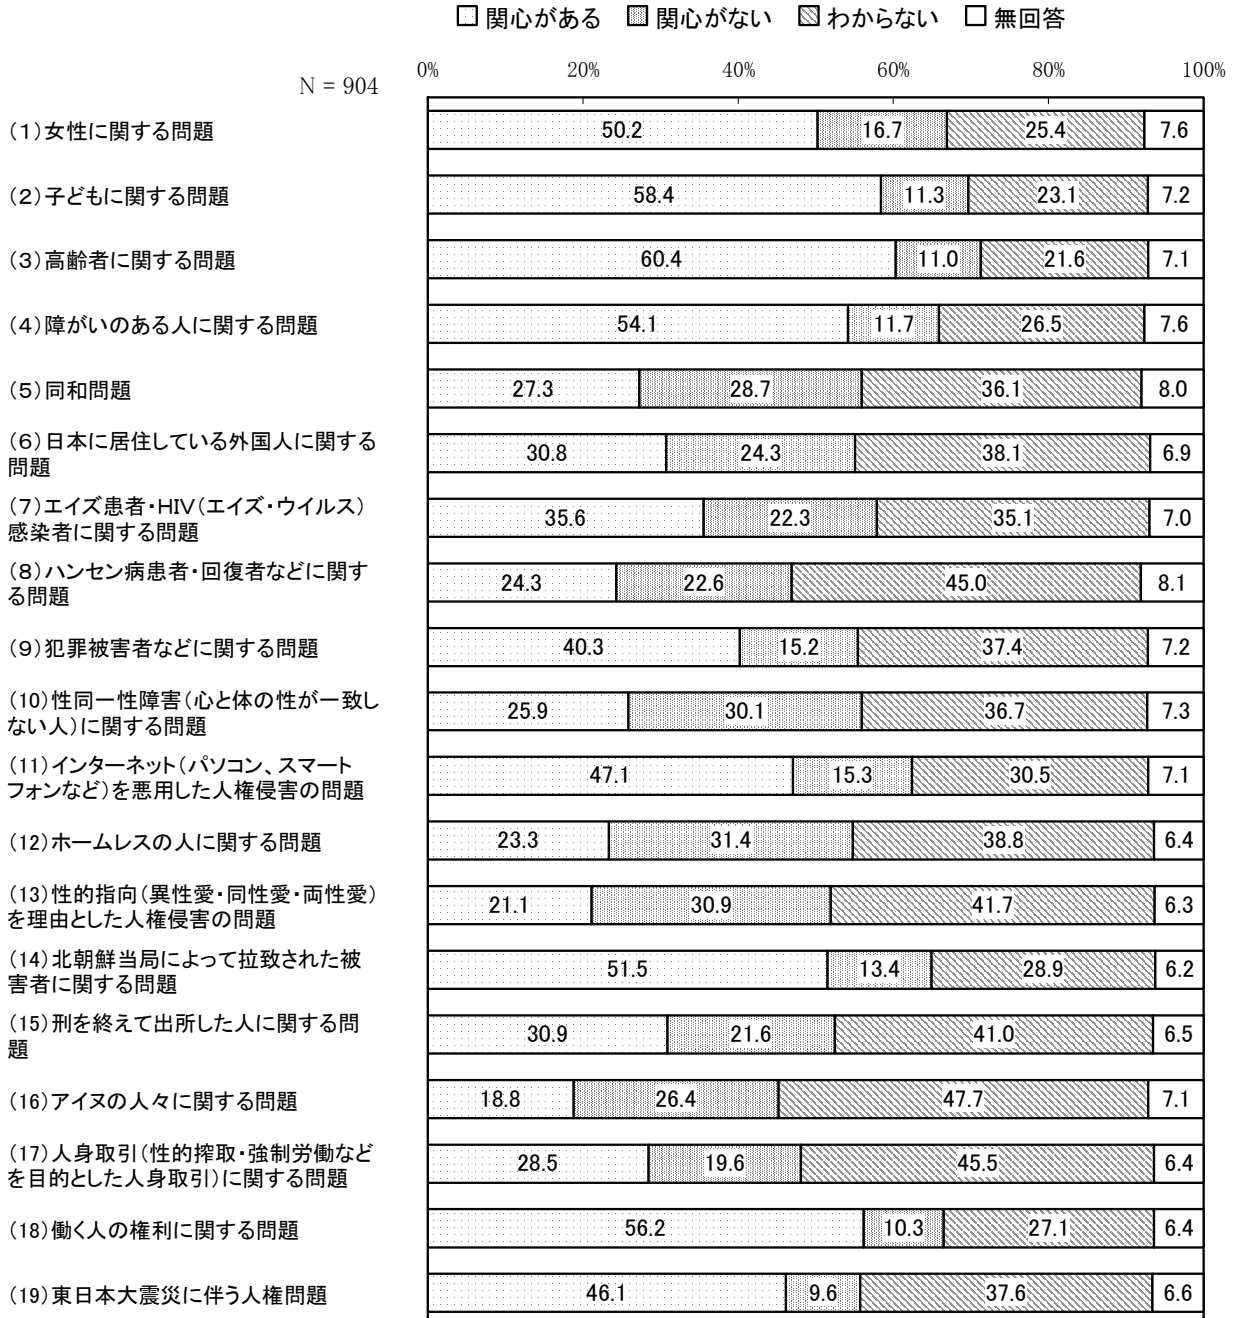 関心がある 関心がない わからない 無回答
N = 904
0% 20% 40% 60% 80% 100%
(1)女性に関する問題 50.2 16.7 25.4 7.6
(2)子どもに関する問題 58.4 11.3 23.1 7.2
(3)高齢者に関する問題 60.4 11.0 21.6 7.1
(4)障がいのある人に関する問題 54.1 11.7 26.5 7.6
(5)同和問題 27.3 28.7 36.1 8.0
(6)日本に居住している外国人に関する
問題 30.8 24.3 38.1 6.9
(7)エイズ患者・HIV(エイズ・ウイルス)
感染者に関する問題 35.6 22.3 35.1 7.0
(8)ハンセン病患者・回復者などに関す
る問題 24.3 22.6 45.0 8.1
(9)犯罪被害者などに関する問題 40.3 15.2 37.4 7.2
(10)性同一性障害(心と体の性が一致し
ない人)に関する問題 25.9 30.1 36.7 7.3
(11)インターネット(パソコン、スマート
フォンなど)を悪用した人権侵害の問題 47.1 15.3 30.5 7.1
(12)ホームレスの人に関する問題 23.3 31.4 38.8 6.4
(13)性的指向(異性愛・同性愛・両性愛)
を理由とした人権侵害の問題 21.1 30.9 41.7 6.3
(14)北朝鮮当局によって拉致された被
害者に関する問題 51.5 13.4 28.9 6.2
(15)刑を終えて出所した人に関する問
題 30.9 21.6 41.0 6.5
(16)アイヌの人々に関する問題 18.8 26.4 47.7 7.1
(17)人身取引(性的搾取・強制労働など
を目的とした人身取引)に関する問題 28.5 19.6 45.5 6.4
(18)働く人の権利に関する問題 56.2 10.3 27.1 6.4
(19)東日本大震災に伴う人権問題 46.1 9.6 37.6 6.6